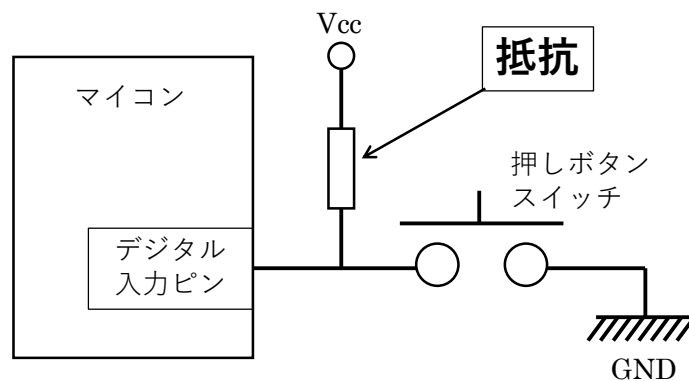 Vcc
抵抗
マイコン
押しボタン
スイッチ
デジタル
入力ピン
GND